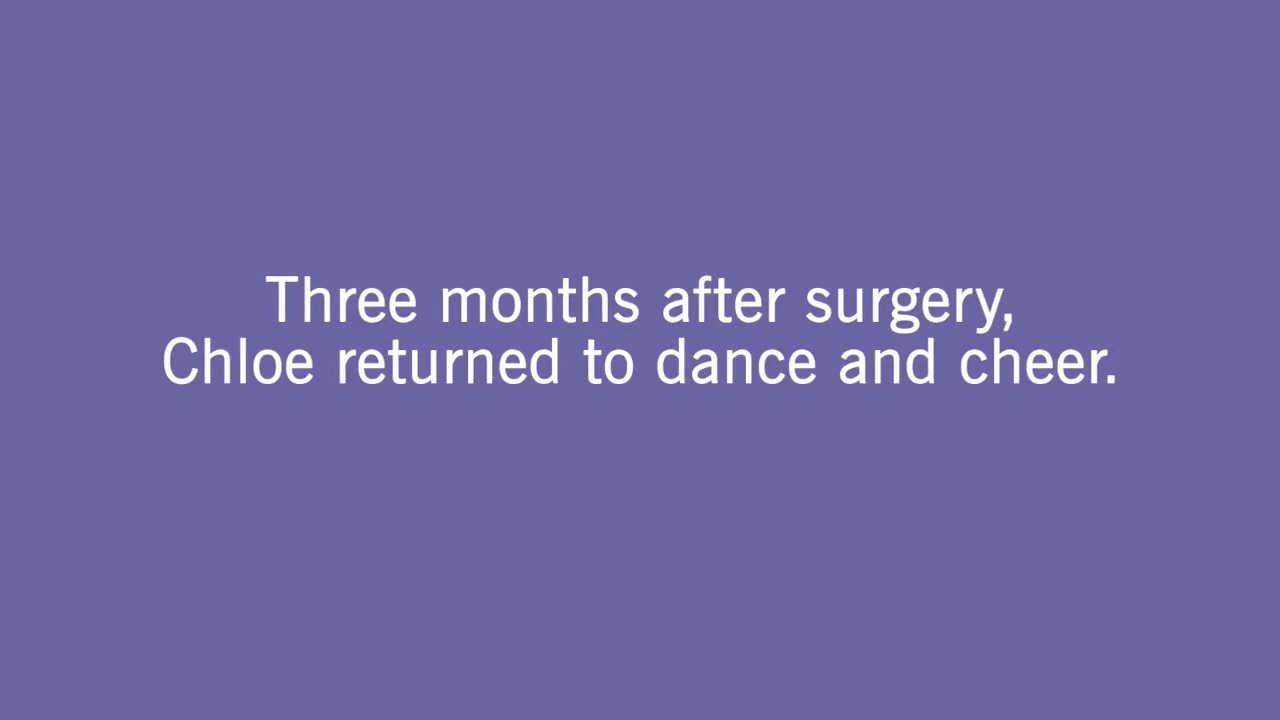 Three months after surgery,
Chloe returned to dance and cheer.